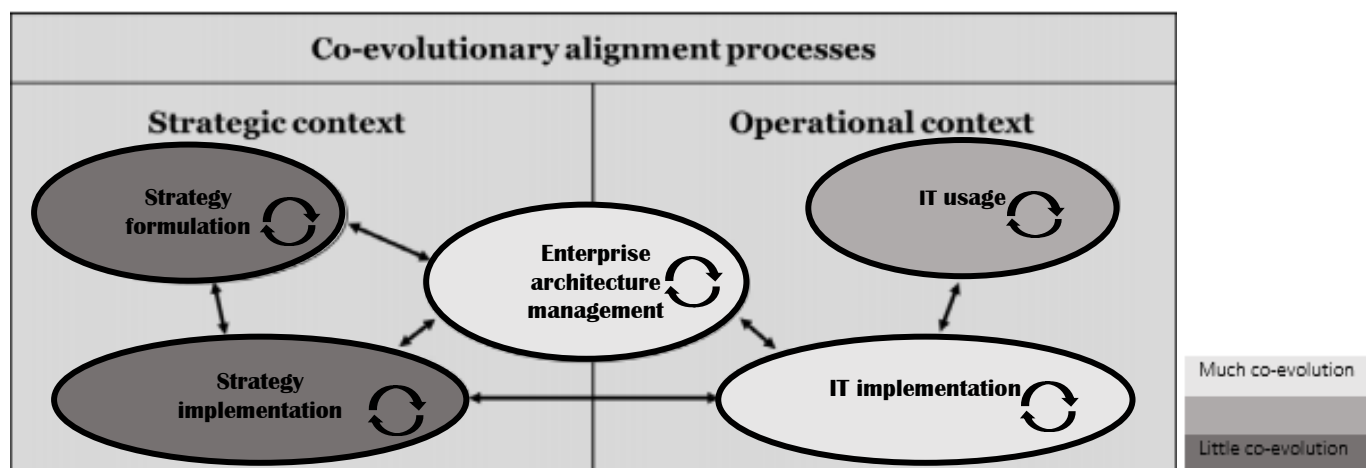 Co-evolutionary alignment processes
Strategic context
Operational context
Strategy
formulation
IT usage
Enterprise
architecture
management
Strategy
implementation
IT implementation
Much co-evolution
Little co-evolution